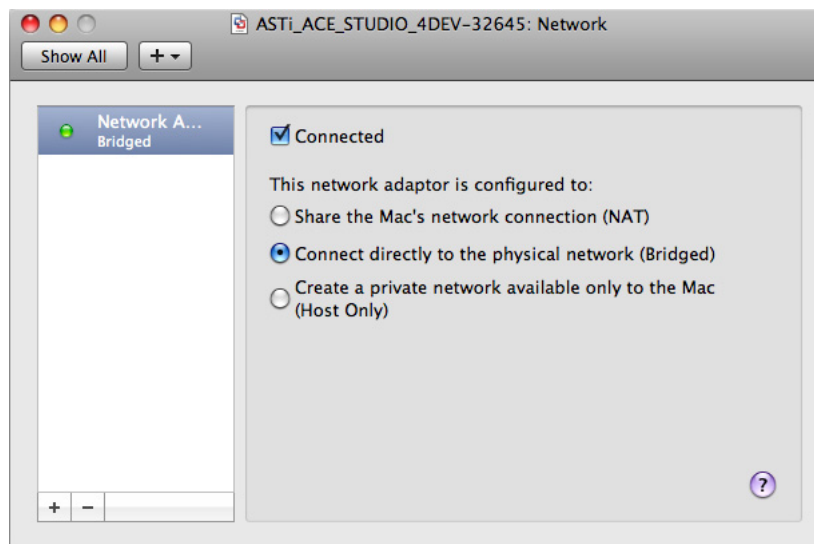 ASTi_ACE_STUDIO_4DEV-32645: Network
Show All
+
Network A...
Bridged
Connected
This network adaptor is configured to:
Share the Mac's network connection (NAT)
Connect directly to the physical network (Bridged)
Create a private network available only to the Mac
(Host Only)
?
+ −